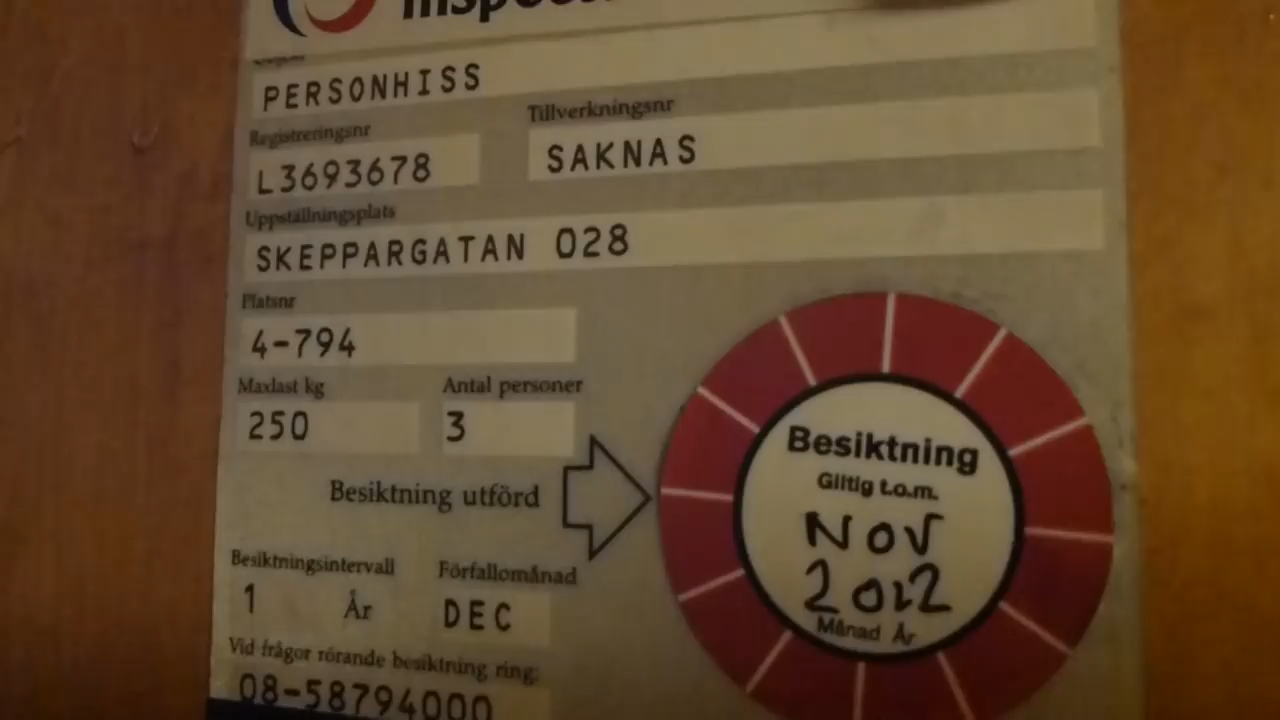 PERSONHISS
Registreringsnr
Tillverkningsnr
L3693678
SAKNAS
Uppställningsplats
SKEPPARGATAN 028
Platsnr
4-794
Maxlast kg
Antal personer
250
3
Besiktning utförd
Besiktning
Giltig t.o.m.
NOV
2012
Månad År
Besiktningsintervall
Förfallomånad
1 År
DEC
Vid frågor rörande besiktning ring:
08-58794000